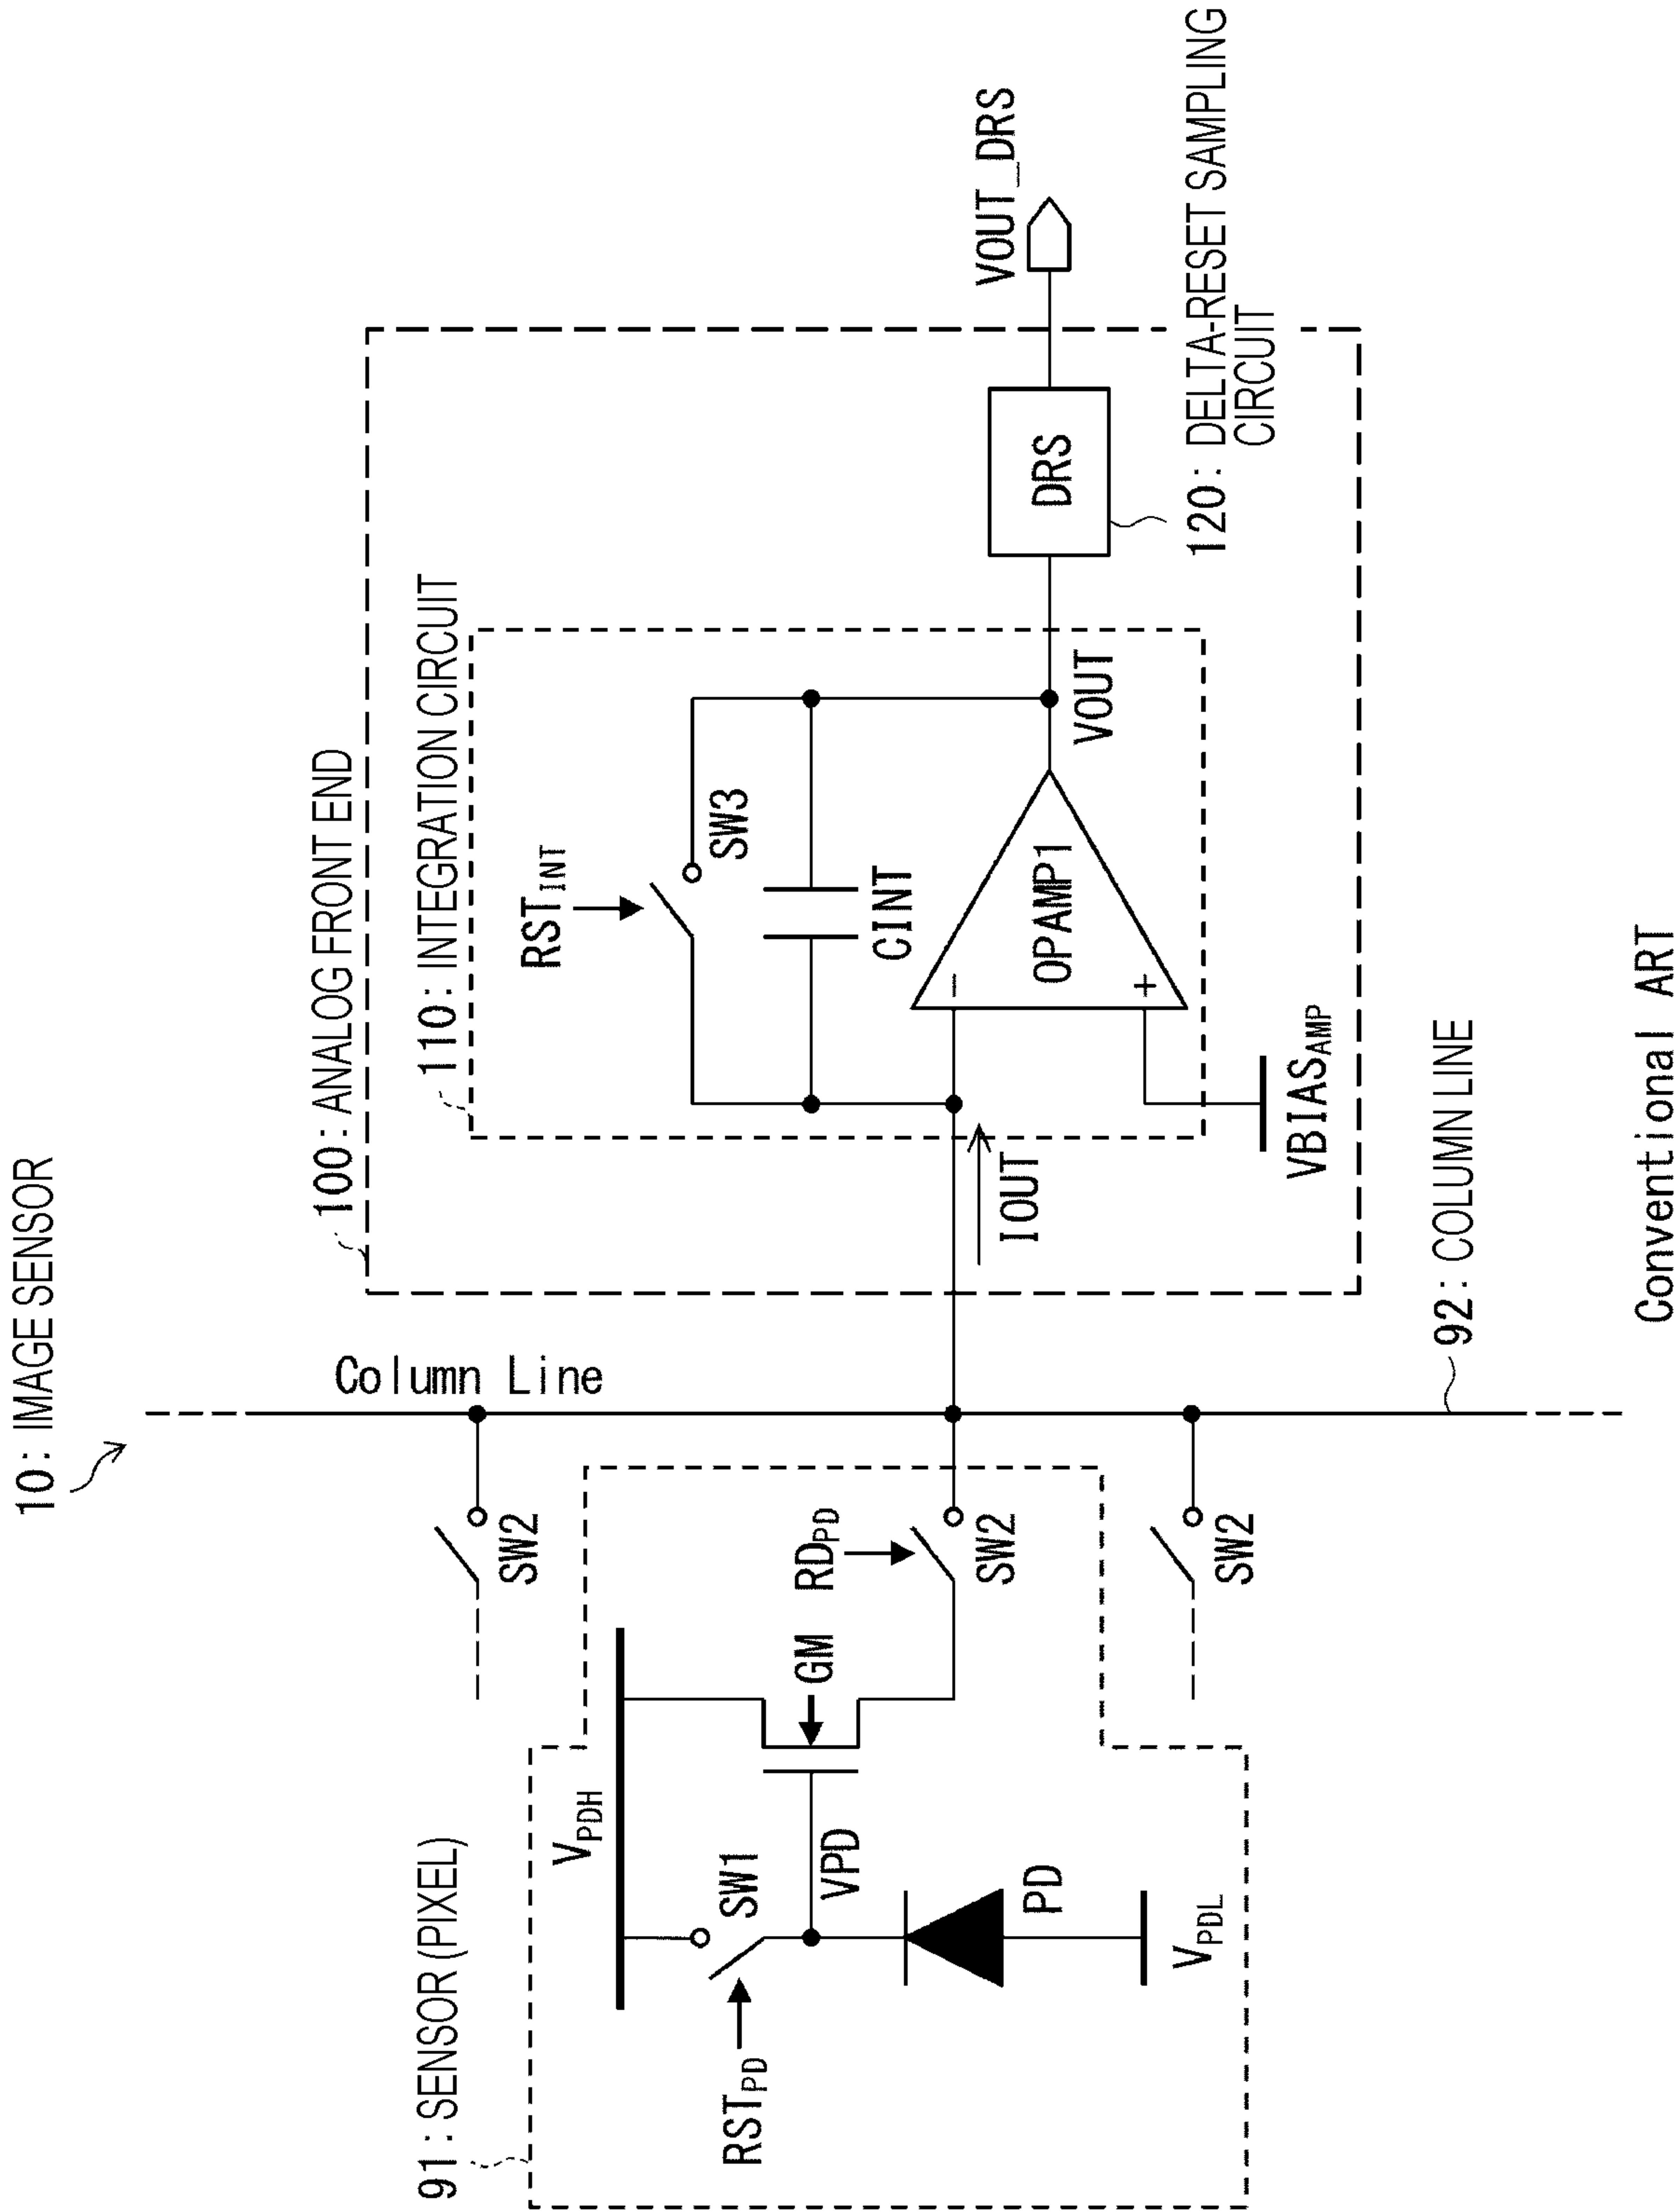 10: IMAGE SENSOR
91: SENSOR (PIXEL)
V_PDH
RST_PD
SW1
VPD
PD
V_PDL
GM
RD_PD
SW2
SW2
SW2
Column Line
92: COLUMN LINE
100: ANALOG FRONT END
110: INTEGRATION CIRCUIT
RST_INT
SW3
CINT
OPAMP1
−
+
IOUT
VBIAS_AMP
VOUT
DRS
120: DELTA-RESET SAMPLING
CIRCUIT
VOUT_DRS
Conventional ART